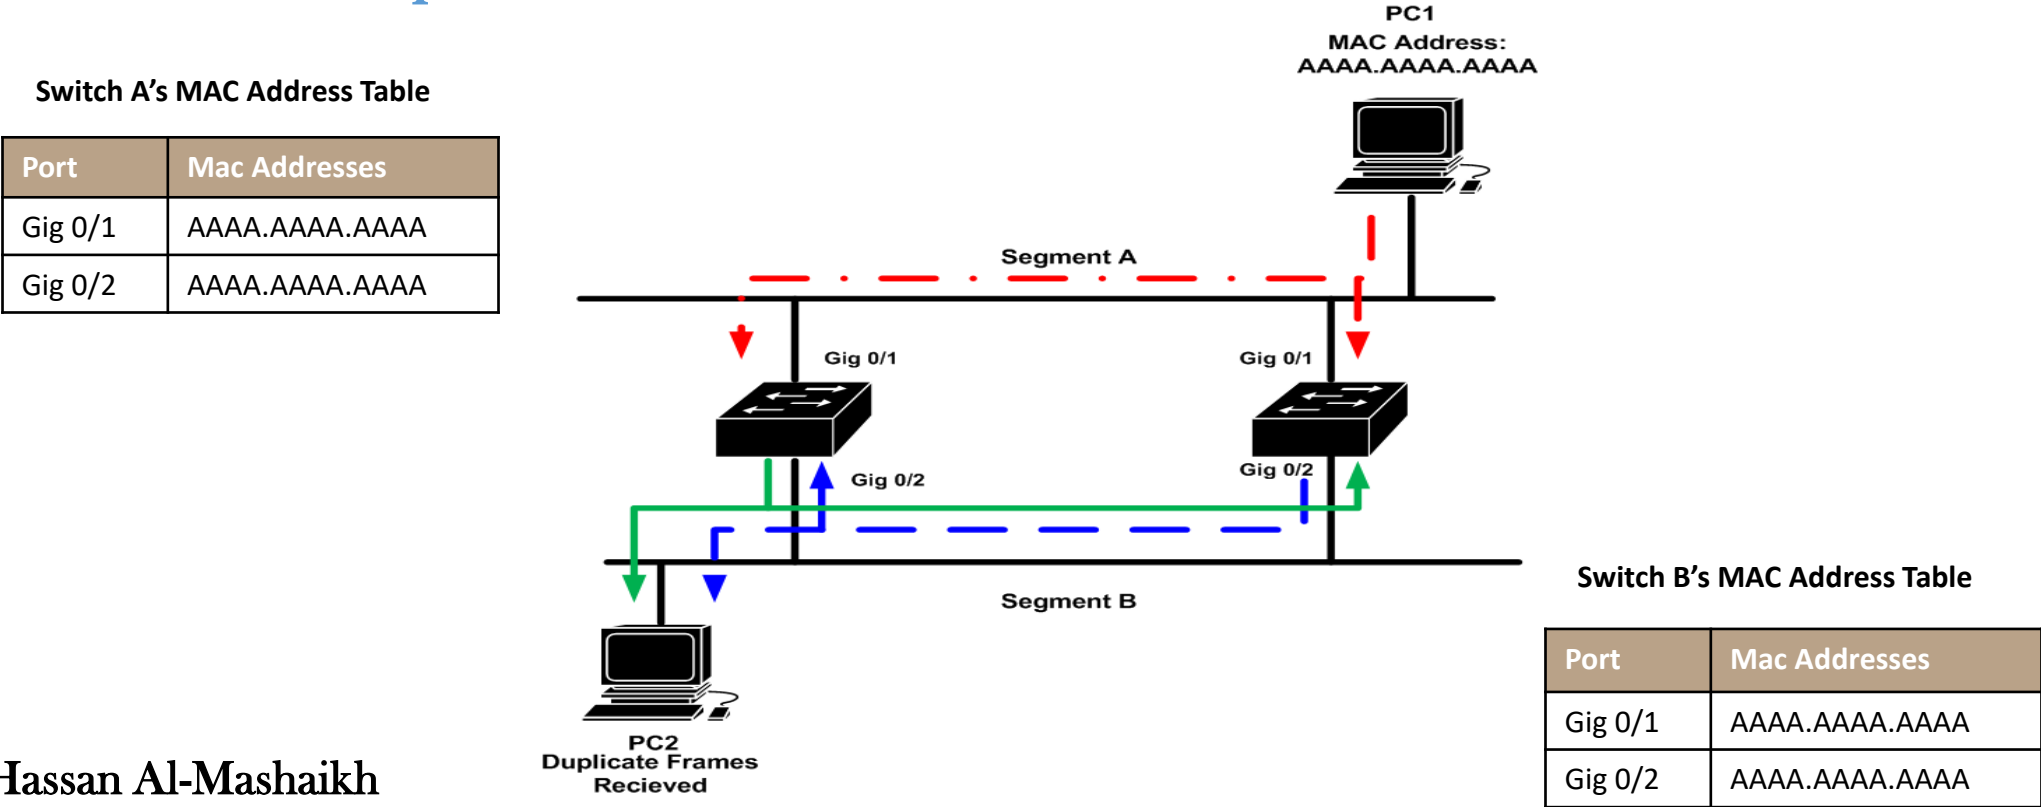 PC1
MAC Address:
AAAA.AAAA.AAAA
Switch A’s MAC Address Table
Port Mac Addresses
Gig 0/1 AAAA.AAAA.AAAA
Gig 0/2 AAAA.AAAA.AAAA
Segment A
Gig 0/1
Gig 0/1
Gig 0/2
Gig 0/2
Segment B
Switch B’s MAC Address Table
Port Mac Addresses
Gig 0/1 AAAA.AAAA.AAAA
Gig 0/2 AAAA.AAAA.AAAA
PC2
Duplicate Frames
Recieved
Hassan Al-Mashaikh